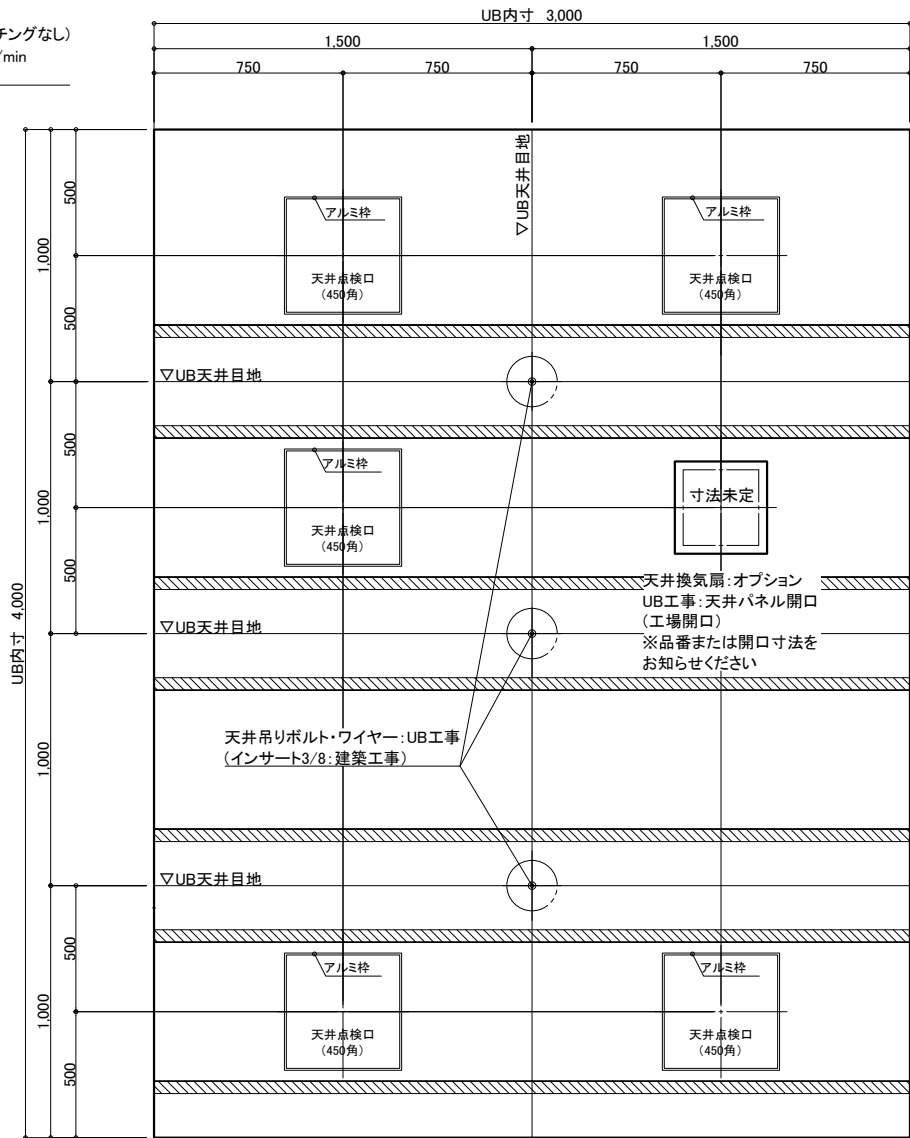 チングなし)
/min
UB内寸 3,000
1,500
1,500
750
750
750
750
UB内寸 4,000
1,000
1,000
1,000
1,000
500
500
500
500
500
500
▽UB天井目地
アルミ枠
天井点検口
(450角)
アルミ枠
天井点検口
(450角)
▽UB天井目地
アルミ枠
天井点検口
(450角)
寸法未定
天井換気扇:オプション
UB工事:天井パネル開口
(工場開口)
※品番または開口寸法を
お知らせください
▽UB天井目地
天井吊りボルト・ワイヤー:UB工事
(インサート3/8:建築工事)
▽UB天井目地
アルミ枠
天井点検口
(450角)
アルミ枠
天井点検口
(450角)